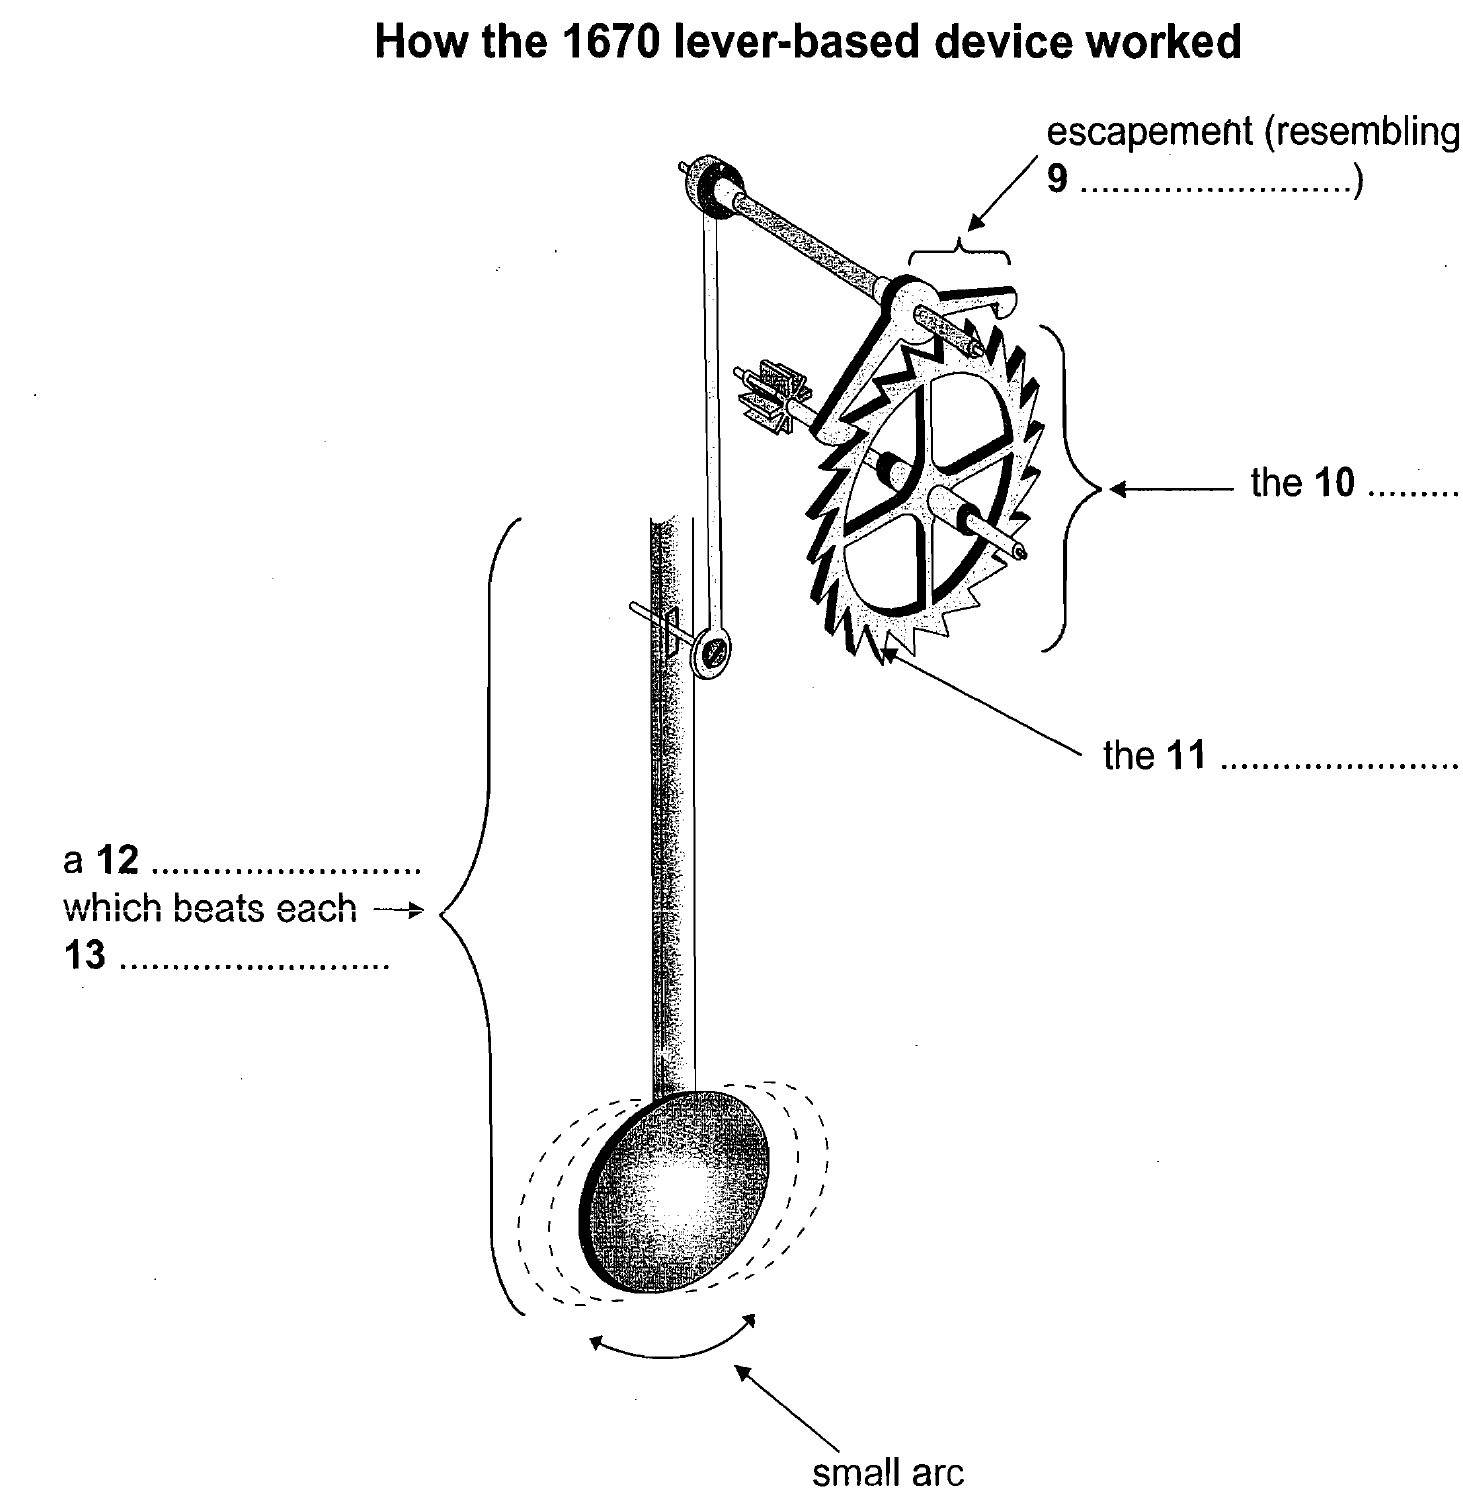 How the 1670 lever-based device worked
escapement (resembling
9 ..........................)
the 10 .........
the 11 .......................
a 12 ..........................
which beats each
13 ..........................
small arc